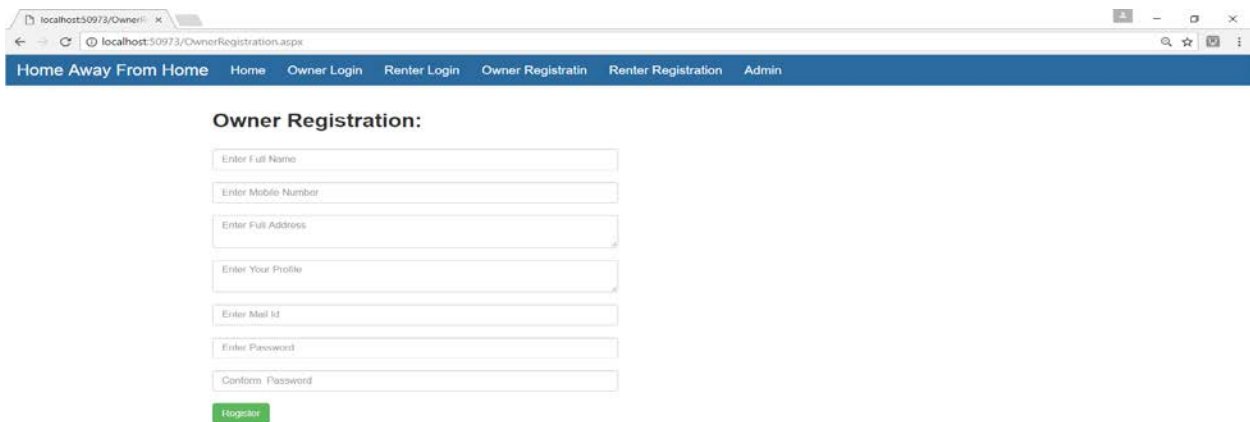 localhost:50973/Owner
localhost:50973/OwnerRegistration.aspx
Home Away From Home Home Owner Login Renter Login Owner Registratin Renter Registration Admin
Owner Registration:
Enter Full Name
Enter Mobile Number
Enter Full Address
Enter Your Profile
Enter Mail Id
Enter Password
Conform Password
Register